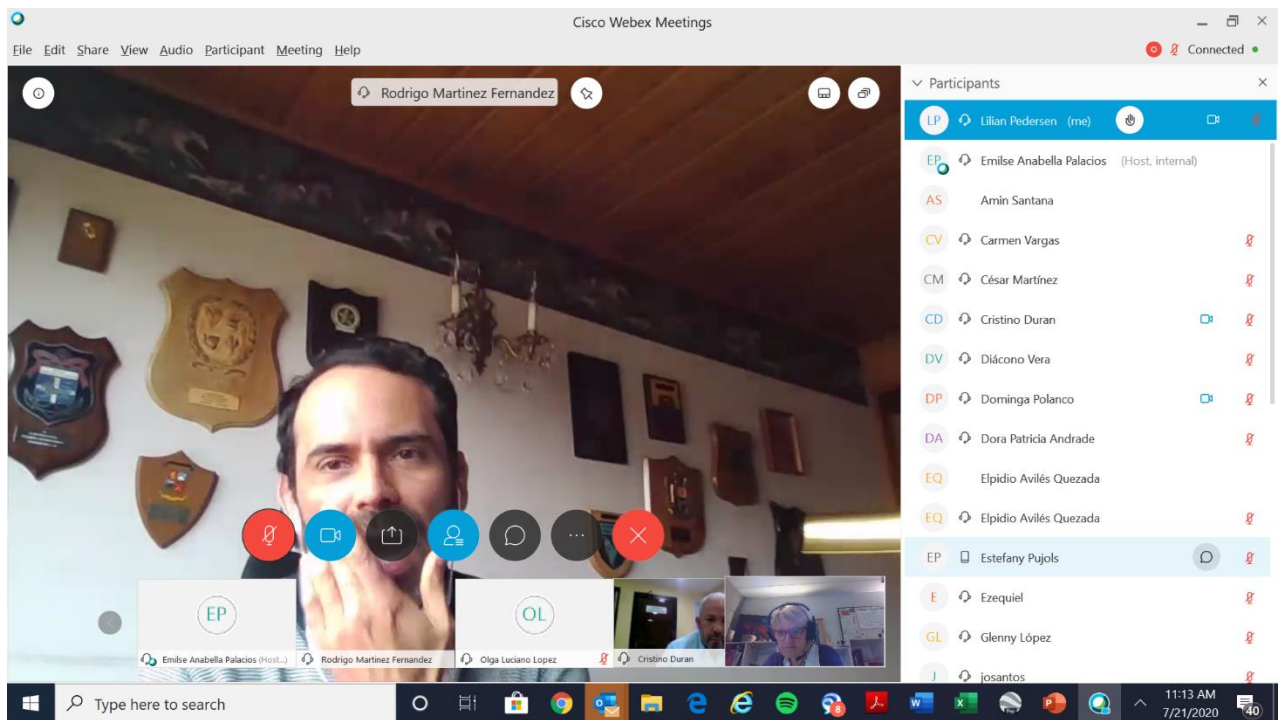 Cisco Webex Meetings
File Edit Share View Audio Participant Meeting Help
Connected
Rodrigo Martinez Fernandez
Participants
LP Lilian Pedersen (me)
EP Emilse Anabella Palacios (Host, internal)
AS Amin Santana
CV Carmen Vargas
CM César Martínez
CD Cristino Duran
DV Diácono Vera
DP Dominga Polanco
DA Dora Patricia Andrade
EQ Elpidio Avilés Quezada
EQ Elpidio Avilés Quezada
EP Estefany Pujols
E Ezequiel
GL Glenny López
J josantos
EP
OL
Emilse Anabella Palacios (Host...)
Rodrigo Martinez Fernandez
Olga Luciano Lopez
Cristino Duran
Type here to search
8
11:13 AM
7/21/2020
40